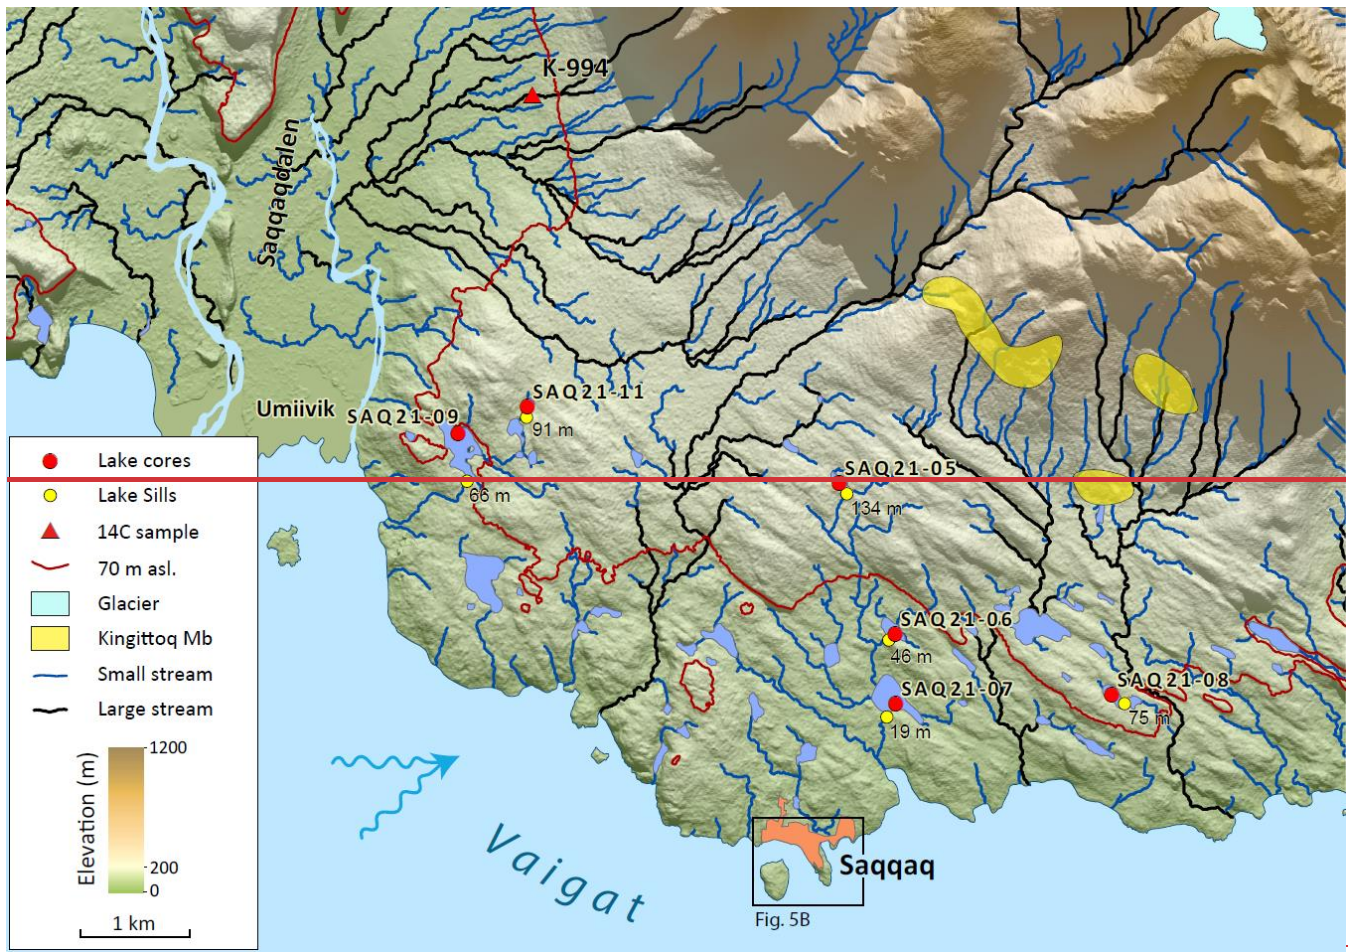 K-994
Saqqaqdalen
SAQ21-11
Umiivik
SAQ21-09
91 m
Lake cores
SAQ21-05
Lake Sills
66 m
134 m
14C sample
70 m asl.
Glacier
SAQ21-06
Kingittoq Mb
46 m
Small stream
SAQ21-07
SAQ21-08
Large stream
75 m
19 m
1200
Elevation (m)
200
0
1 km
Vaigat
Saqqaq
Fig. 5B